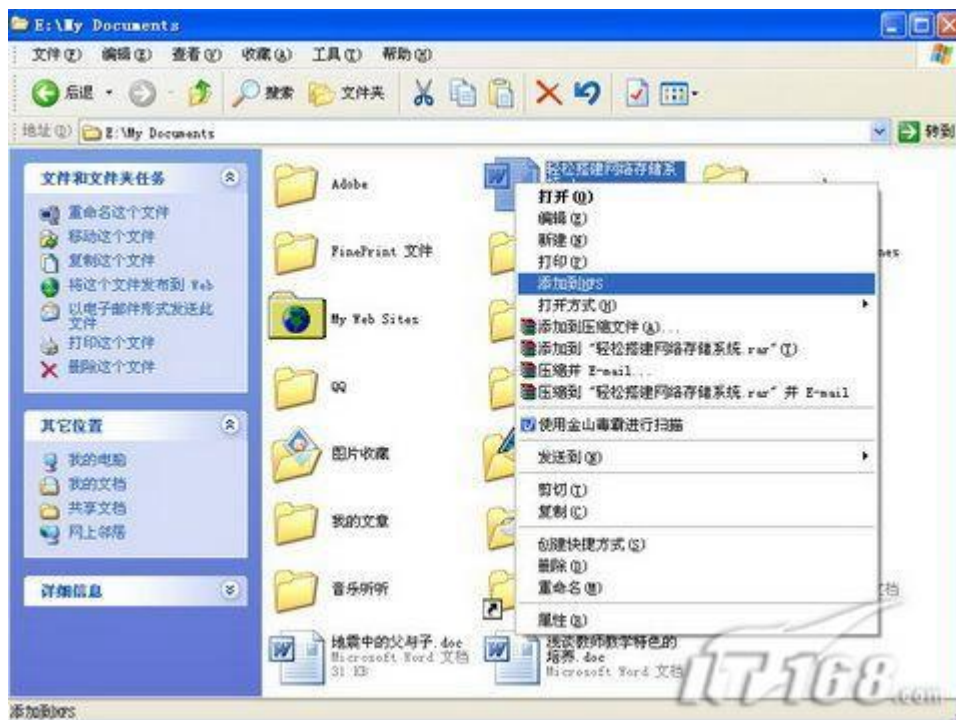 E:\My Documents
文件(F) 编辑(E) 查看(V) 收藏(A) 工具(T) 帮助(H)
后退 搜索 文件夹
地址(D) E:\My Documents 转到
文件和文件夹任务
重命名这个文件
移动这个文件
复制这个文件
将这个文件发布到 Web
以电子邮件形式发送此
文件
打印这个文件
删除这个文件
其它位置
我的电脑
我的文档
共享文档
网上邻居
详细信息
Adobe
FinePrint 文件
My Web Sites
QQ
图片收藏
我的文章
音乐听听
地震中的父与子.doc
Microsoft Word 文档
31 KB
轻松搭建网络存储系
打开(O)
编辑(E)
新建(N)
打印(P)
添加到XPS
打开方式(H)
添加到压缩文件(A)...
添加到 "轻松搭建网络存储系统.rar"(T)
压缩并 E-mail...
压缩到 "轻松搭建网络存储系统.rar" 并 E-mail
使用金山毒霸进行扫描
发送到(N)
剪切(T)
复制(C)
创建快捷方式(S)
删除(D)
重命名(M)
属性(R)
浅谈教师教学特色的
培养.doc
Microsoft Word 文档
IT168.com
添加到XPS